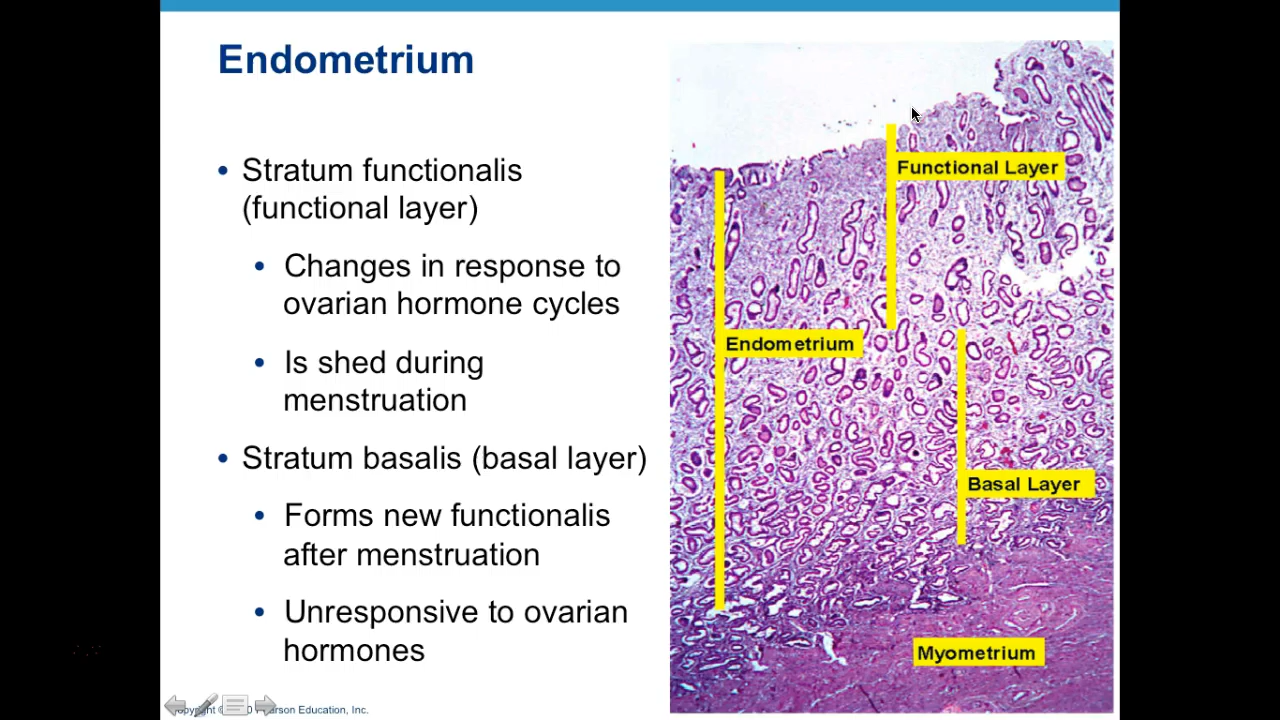 Endometrium
• Stratum functionalis
(functional layer)
• Changes in response to
ovarian hormone cycles
• Is shed during
menstruation
• Stratum basalis (basal layer)
• Forms new functionalis
after menstruation
• Unresponsive to ovarian
hormones
Functional Layer
Endometrium
Basal Layer
Myometrium
Education, Inc.